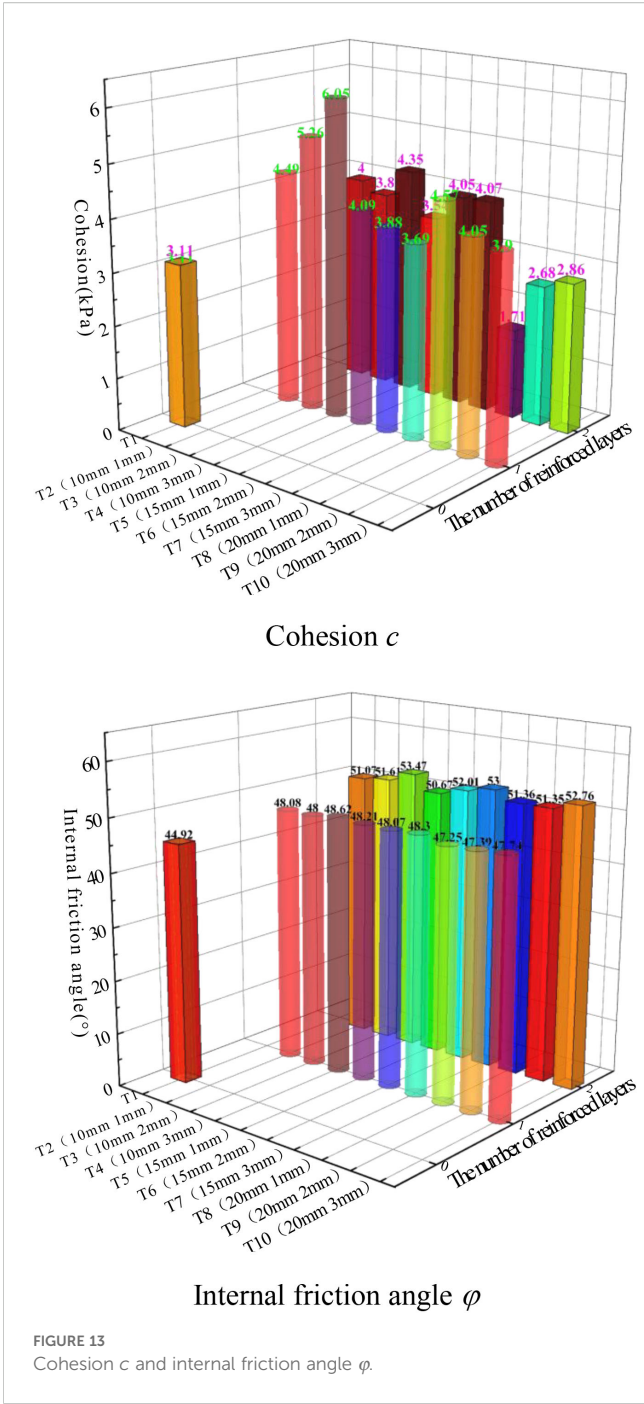 6.05
5.26
4.49
4.35
4
3.8
4.05
4.07
4.09
3.88
3.69
4.05
3.9
3.11
1.71
2.68
2.86
6
5
4
3
2
1
0
Cohesion(kPa)
T1
T2（10mm 1mm）
T3（10mm 2mm）
T4（10mm 3mm）
T5（15mm 1mm）
T6（15mm 2mm）
T7（15mm 3mm）
T8（20mm 1mm）
T9（20mm 2mm）
T10（20mm 3mm）
0
1
2
The number of reinforced layers
Cohesion c
51.07
51.61
53.47
50.67
52.01
53
51.36
51.35
52.76
48.08
48
48.62
48.21
48.07
48.3
47.25
47.39
47.74
44.92
60
50
40
30
20
10
0
Internal friction angle(°)
T1
T2（10mm 1mm）
T3（10mm 2mm）
T4（10mm 3mm）
T5（15mm 1mm）
T6（15mm 2mm）
T7（15mm 3mm）
T8（20mm 1mm）
T9（20mm 2mm）
T10（20mm 3mm）
0
1
2
The number of reinforced layers
Internal friction angle φ
FIGURE 13
Cohesion c and internal friction angle φ.